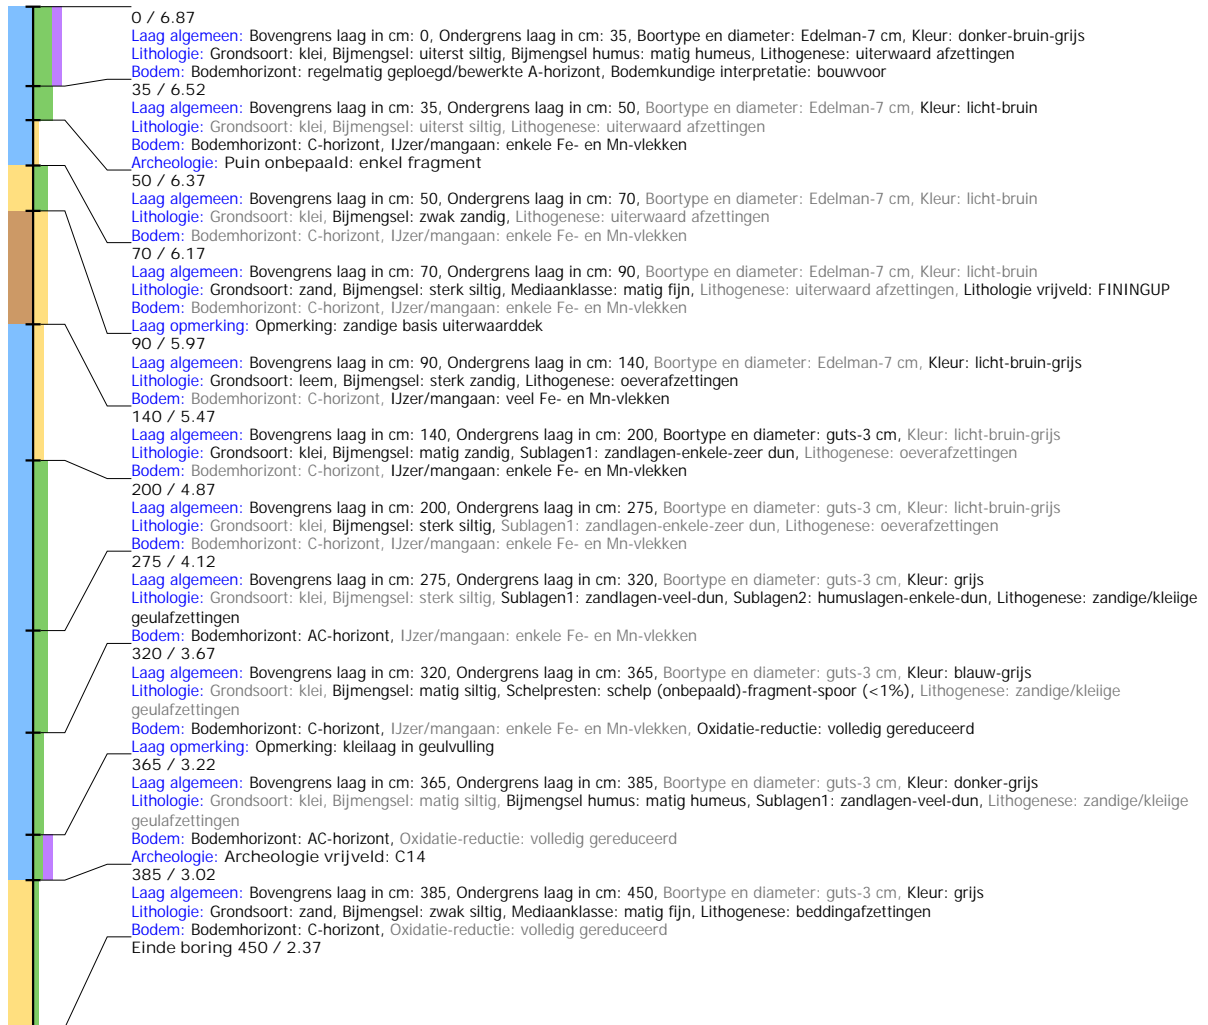 0 / 6.87
Laag algemeen: Bovengrens laag in cm: 0, Ondergrens laag in cm: 35, Boortype en diameter: Edelman-7 cm, Kleur: donker-bruin-grijs
Lithologie: Grondsoort: klei, Bijmengsel: uiterst siltig, Bijmengsel humus: matig humeus, Lithogenese: uiterwaard afzettingen
Bodem: Bodemhorizont: regelmatig geploegd/bewerkte A-horizont, Bodemkundige interpretatie: bouwvoor
35 / 6.52
Laag algemeen: Bovengrens laag in cm: 35, Ondergrens laag in cm: 50, Boortype en diameter: Edelman-7 cm, Kleur: licht-bruin
Lithologie: Grondsoort: klei, Bijmengsel: uiterst siltig, Lithogenese: uiterwaard afzettingen
Bodem: Bodemhorizont: C-horizont, IJzer/mangaan: enkele Fe- en Mn-vlekken
Archeologie: Puin onbepaald: enkel fragment
50 / 6.37
Laag algemeen: Bovengrens laag in cm: 50, Ondergrens laag in cm: 70, Boortype en diameter: Edelman-7 cm, Kleur: licht-bruin
Lithologie: Grondsoort: klei, Bijmengsel: zwak zandig, Lithogenese: uiterwaard afzettingen
Bodem: Bodemhorizont: C-horizont, IJzer/mangaan: enkele Fe- en Mn-vlekken
70 / 6.17
Laag algemeen: Bovengrens laag in cm: 70, Ondergrens laag in cm: 90, Boortype en diameter: Edelman-7 cm, Kleur: licht-bruin
Lithologie: Grondsoort: zand, Bijmengsel: sterk siltig, Mediaanklasse: matig fijn, Lithogenese: uiterwaard afzettingen, Lithologie vrijveld: FININGUP
Bodem: Bodemhorizont: C-horizont, IJzer/mangaan: enkele Fe- en Mn-vlekken
Laag opmerking: Opmerking: zandige basis uiterwaarddek
90 / 5.97
Laag algemeen: Bovengrens laag in cm: 90, Ondergrens laag in cm: 140, Boortype en diameter: Edelman-7 cm, Kleur: licht-bruin-grijs
Lithologie: Grondsoort: leem, Bijmengsel: sterk zandig, Lithogenese: oeverafzettingen
Bodem: Bodemhorizont: C-horizont, IJzer/mangaan: veel Fe- en Mn-vlekken
140 / 5.47
Laag algemeen: Bovengrens laag in cm: 140, Ondergrens laag in cm: 200, Boortype en diameter: guts-3 cm, Kleur: licht-bruin-grijs
Lithologie: Grondsoort: klei, Bijmengsel: matig zandig, Sublagen1: zandlagen-enkele-zeer dun, Lithogenese: oeverafzettingen
Bodem: Bodemhorizont: C-horizont, IJzer/mangaan: enkele Fe- en Mn-vlekken
200 / 4.87
Laag algemeen: Bovengrens laag in cm: 200, Ondergrens laag in cm: 275, Boortype en diameter: guts-3 cm, Kleur: licht-bruin-grijs
Lithologie: Grondsoort: klei, Bijmengsel: sterk siltig, Sublagen1: zandlagen-enkele-zeer dun, Lithogenese: oeverafzettingen
Bodem: Bodemhorizont: C-horizont, IJzer/mangaan: enkele Fe- en Mn-vlekken
275 / 4.12
Laag algemeen: Bovengrens laag in cm: 275, Ondergrens laag in cm: 320, Boortype en diameter: guts-3 cm, Kleur: grijs
Lithologie: Grondsoort: klei, Bijmengsel: sterk siltig, Sublagen1: zandlagen-veel-dun, Sublagen2: humuslagen-enkele-dun, Lithogenese: zandige/kleiige
geulafzettingen
Bodem: Bodemhorizont: AC-horizont, IJzer/mangaan: enkele Fe- en Mn-vlekken
320 / 3.67
Laag algemeen: Bovengrens laag in cm: 320, Ondergrens laag in cm: 365, Boortype en diameter: guts-3 cm, Kleur: blauw-grijs
Lithologie: Grondsoort: klei, Bijmengsel: matig siltig, Schelpresten: schelp (onbepaald)-fragment-spoor (<1%), Lithogenese: zandige/kleiige
geulafzettingen
Bodem: Bodemhorizont: C-horizont, IJzer/mangaan: enkele Fe- en Mn-vlekken, Oxidatie-reductie: volledig gereduceerd
Laag opmerking: Opmerking: kleilaag in geulvulling
365 / 3.22
Laag algemeen: Bovengrens laag in cm: 365, Ondergrens laag in cm: 385, Boortype en diameter: guts-3 cm, Kleur: donker-grijs
Lithologie: Grondsoort: klei, Bijmengsel: matig siltig, Bijmengsel humus: matig humeus, Sublagen1: zandlagen-veel-dun, Lithogenese: zandige/kleiige
geulafzettingen
Bodem: Bodemhorizont: AC-horizont, Oxidatie-reductie: volledig gereduceerd
Archeologie: Archeologie vrijveld: C14
385 / 3.02
Laag algemeen: Bovengrens laag in cm: 385, Ondergrens laag in cm: 450, Boortype en diameter: guts-3 cm, Kleur: grijs
Lithologie: Grondsoort: zand, Bijmengsel: zwak siltig, Mediaanklasse: matig fijn, Lithogenese: beddingafzettingen
Bodem: Bodemhorizont: C-horizont, Oxidatie-reductie: volledig gereduceerd
Einde boring 450 / 2.37